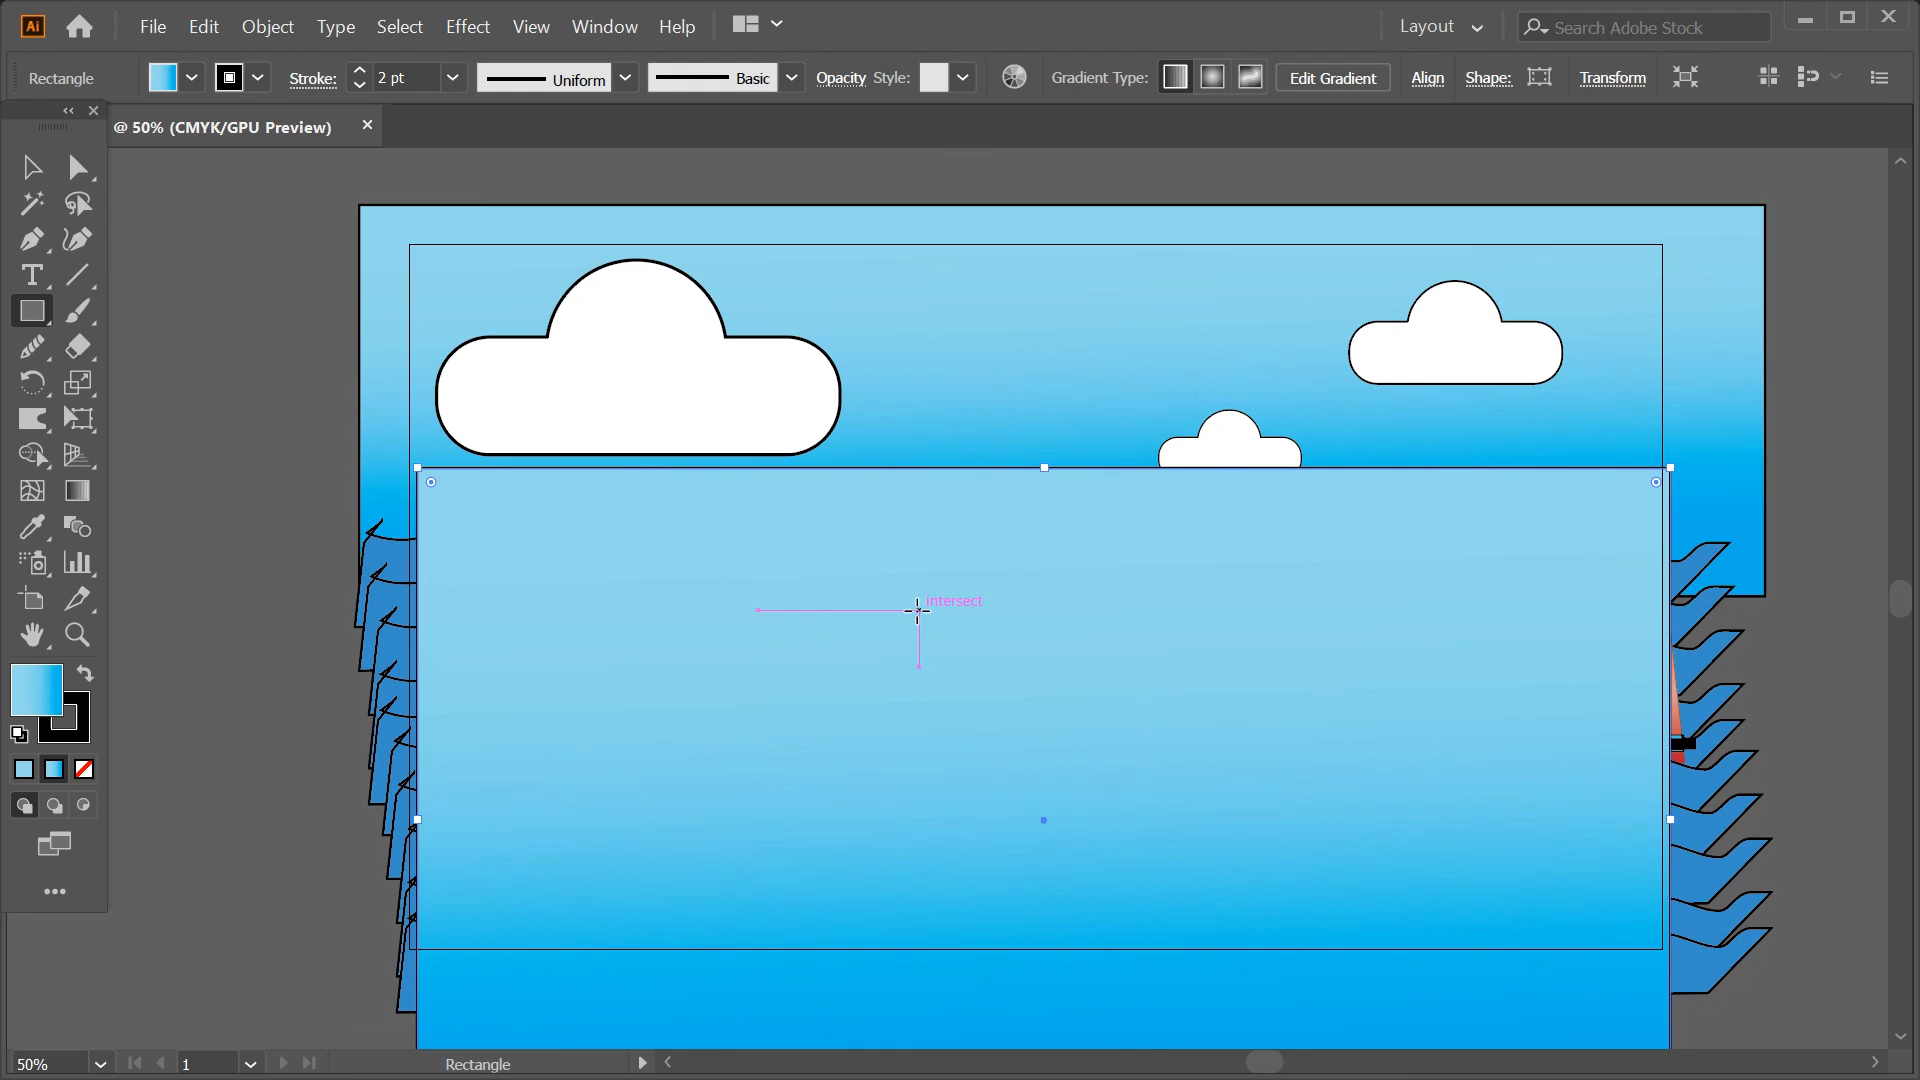 Ai File Edit Object Type Select Effect View Window Help Layout Search Adobe Stock
Rectangle Stroke: 2 pt Uniform Basic Opacity Style: Gradient Type: Edit Gradient Align Shape: Transform
@ 50% (CMYK/GPU Preview)
T
intersect
50% 1 Rectangle